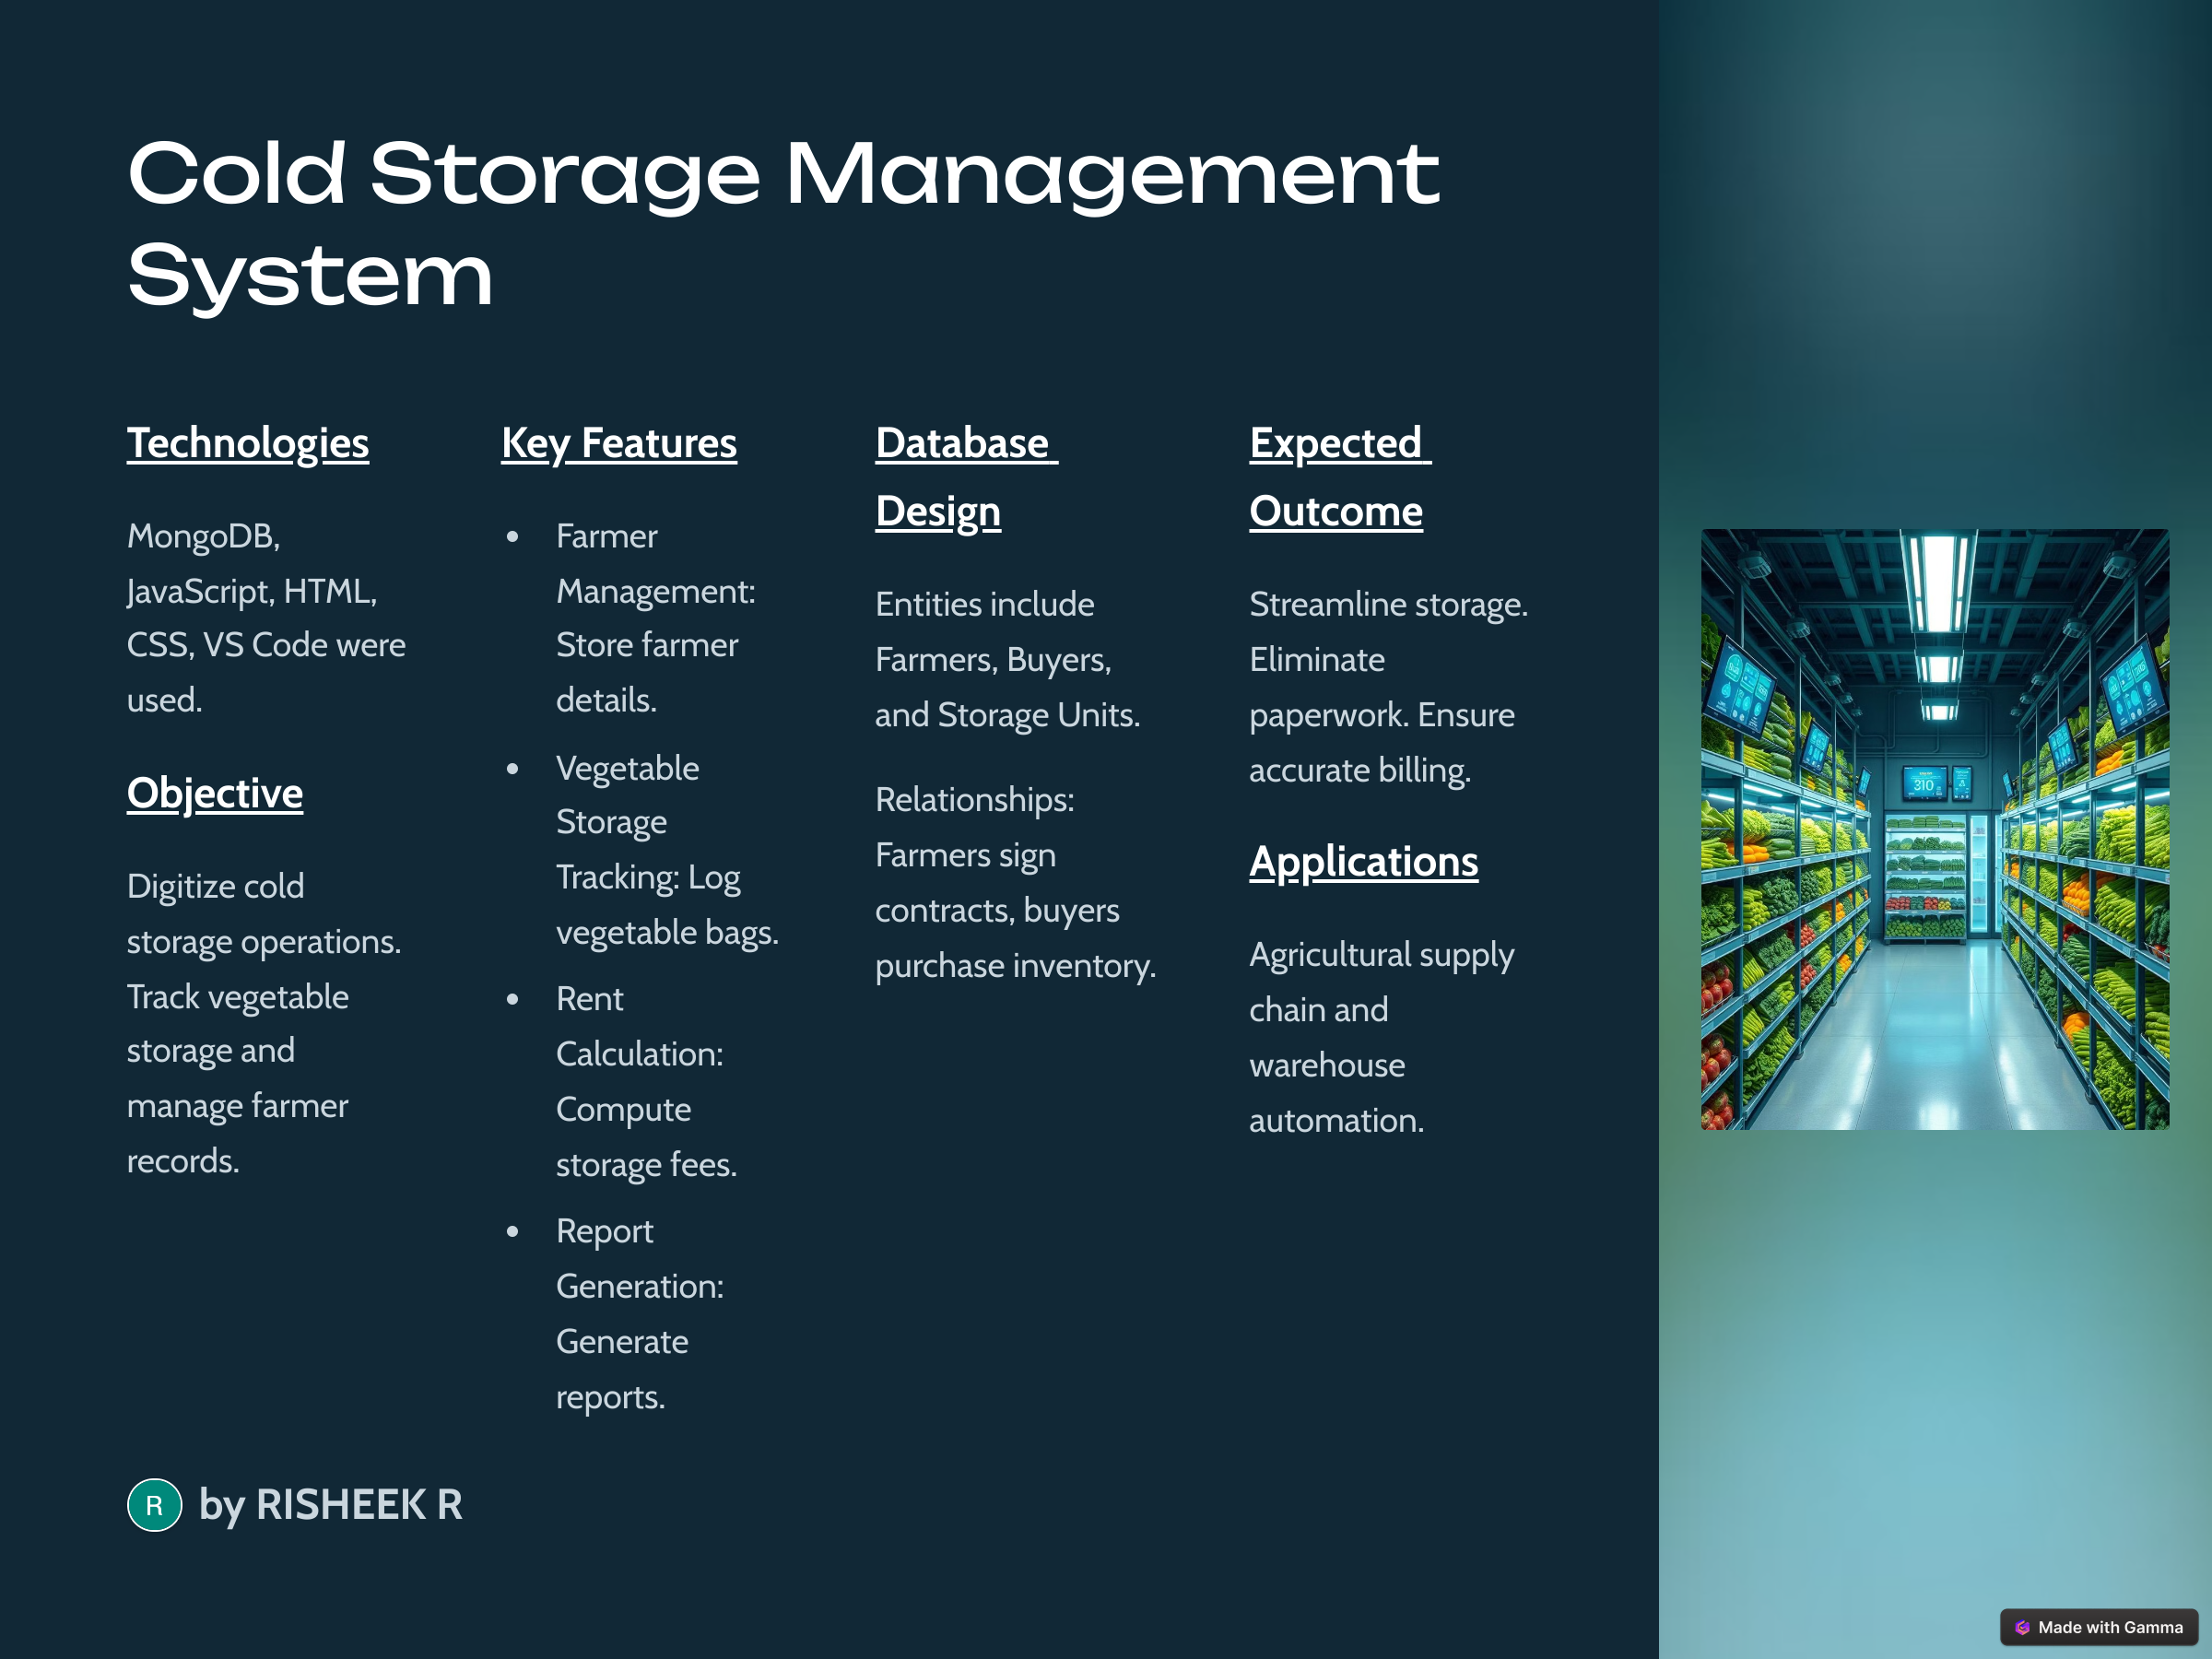 Cold Storage Management
System
Technologies
MongoDB,
JavaScript, HTML,
CSS, VS Code were
used.
Objective
Digitize cold
storage operations.
Track vegetable
storage and
manage farmer
records.
Key Features
• Farmer
Management:
Store farmer
details.
• Vegetable
Storage
Tracking: Log
vegetable bags.
• Rent
Calculation:
Compute
storage fees.
• Report
Generation:
Generate
reports.
Database
Design
Entities include
Farmers, Buyers,
and Storage Units.
Relationships:
Farmers sign
contracts, buyers
purchase inventory.
Expected
Outcome
Streamline storage.
Eliminate
paperwork. Ensure
accurate billing.
Applications
Agricultural supply
chain and
warehouse
automation.
R by RISHEEK R
310
Made with Gamma